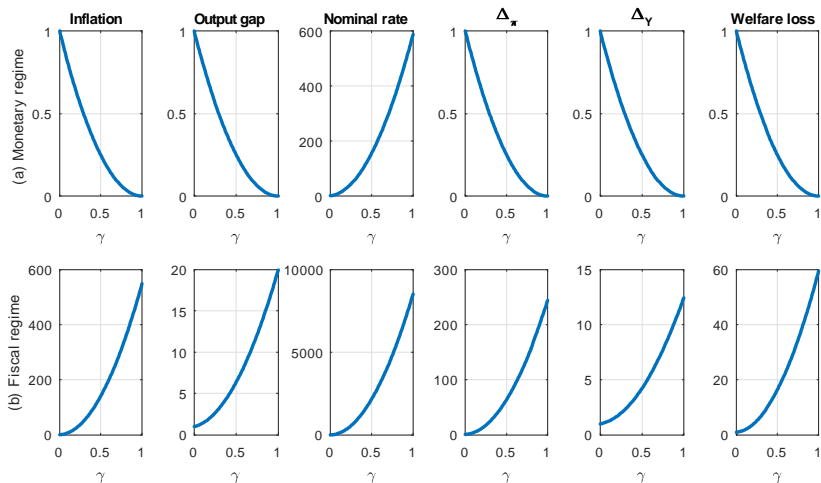 Inflation Output gap Nominal rate Δπ ΔY Welfare loss
(a) Monetary regime
1 1 600 1 1 1
400
0.5 0.5 0.5 0.5 0.5
200
0 0 0 0 0 0
0 0.5 1 0 0.5 1 0 0.5 1 0 0.5 1 0 0.5 1 0 0.5 1
γ γ γ γ γ γ
(b) Fiscal regime
600 20 10000 300 15 60
15
400 200 10 40
10 5000
200 100 5 20
5
0 0 0 0 0 0
0 0.5 1 0 0.5 1 0 0.5 1 0 0.5 1 0 0.5 1 0 0.5 1
γ γ γ γ γ γ